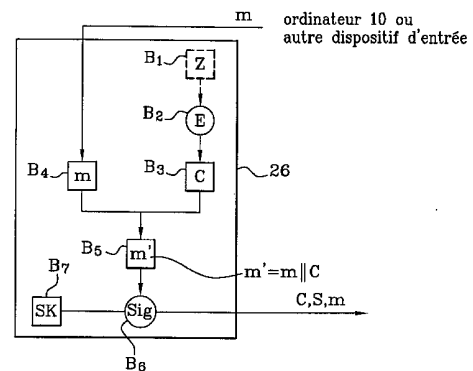 m
ordinateur 10 ou
autre dispositif d'entrée
B1
Z
B2
E
B4
m
B3
C
26
B5
m'
m'=m||C
B7
SK
Sig
C,S,m
B6